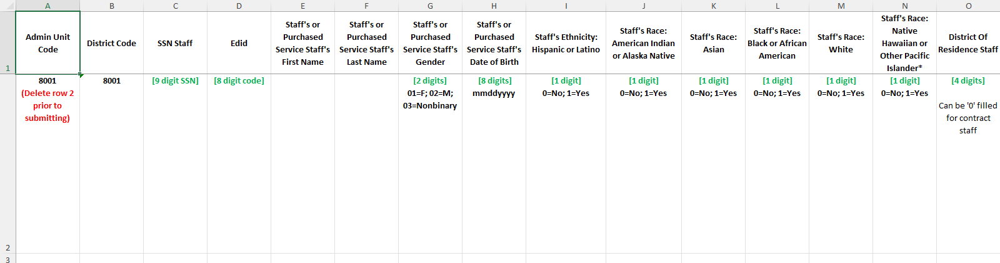 A B C D E F G H I J K L M N O
1
Admin Unit
Code
District Code
SSN Staff
Edid
Staff's or
Purchased
Service Staff's
First Name
Staff's or
Purchased
Service Staff's
Last Name
Staff's or
Purchased
Service Staff's
Gender
Staff's or
Purchased
Service Staff's
Date of Birth
Staff's Ethnicity:
Hispanic or Latino
Staff's Race:
American Indian
or Alaska Native
Staff's Race:
Asian
Staff's Race:
Black or African
American
Staff's Race:
White
Staff's Race:
Native
Hawaiian or
Other Pacific
Islander*
District Of
Residence Staff
2
8001
(Delete row 2
prior to
submitting)
8001
[9 digit SSN]
[8 digit code]
[2 digits]
01=F; 02=M;
03=Nonbinary
[8 digits]
mmddyyyy
[1 digit]
0=No; 1=Yes
[1 digit]
0=No; 1=Yes
[1 digit]
0=No; 1=Yes
[1 digit]
0=No; 1=Yes
[1 digit]
0=No; 1=Yes
[1 digit]
0=No; 1=Yes
[4 digits]
Can be '0' filled
for contract
staff
3